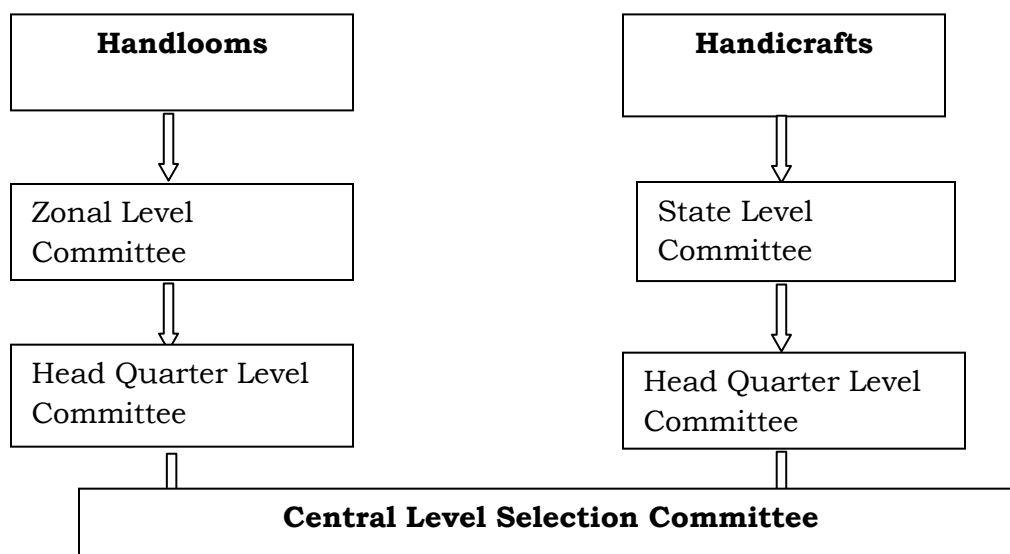 Handlooms
Handicrafts
Zonal Level
Committee
State Level
Committee
Head Quarter Level
Committee
Head Quarter Level
Committee
Central Level Selection Committee